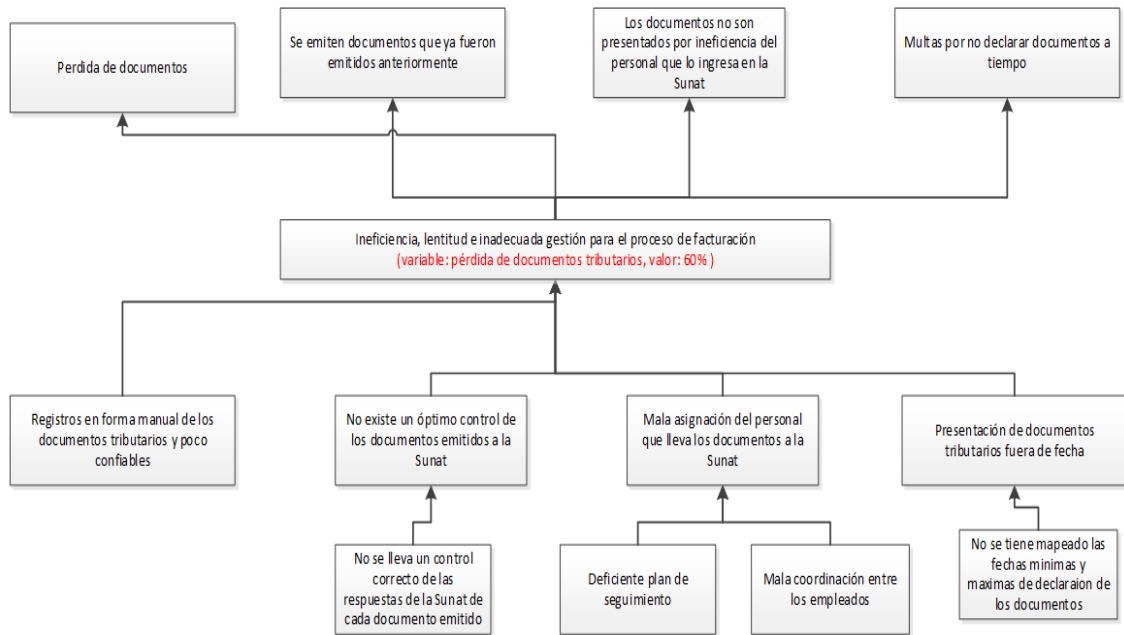 Perdida de documentos
Se emiten documentos que ya fueron
emitidos anteriormente
Los documentos no son
presentados por ineficiencia del
personal que lo ingresa en la
Sunat
Multas por no declarar documentos a
tiempo
Ineficiencia, lentitud e inadecuada gestión para el proceso de facturación
(variable: pérdida de documentos tributarios, valor: 60% )
Registros en forma manual de los
documentos tributarios y poco
confiables
No existe un óptimo control de
los documentos emitidos a la
Sunat
Mala asignación del personal
que lleva los documentos a la
Sunat
Presentación de documentos
tributarios fuera de fecha
No se lleva un control
correcto de las
respuestas de la Sunat de
cada documento emitido
Deficiente plan de
seguimiento
Mala coordinación entre
los empleados
No se tiene mapeado las
fechas minimas y
maximas de declaraion de
los documentos